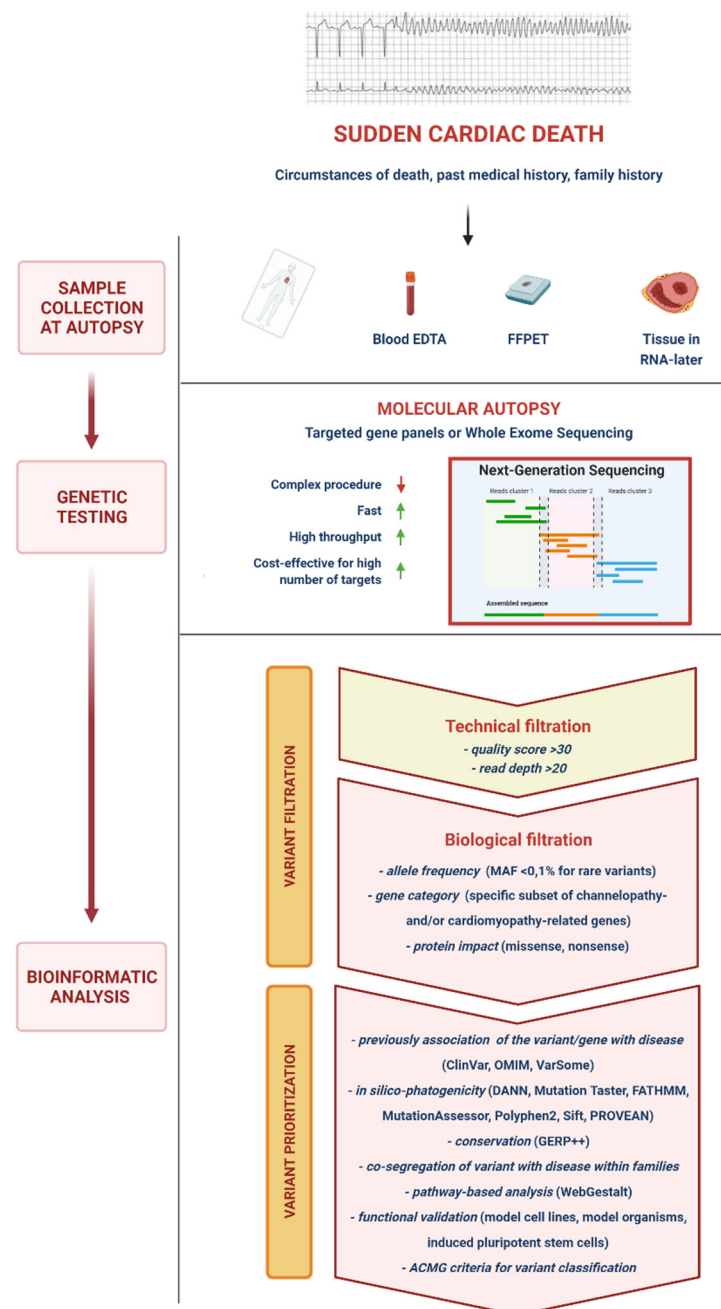 SUDDEN CARDIAC DEATH
Circumstances of death, past medical history, family history
SAMPLE
COLLECTION
AT AUTOPSY
Blood EDTA
FFPET
Tissue in
RNA-later
MOLECULAR AUTOPSY
Targeted gene panels or Whole Exome Sequencing
GENETIC
TESTING
Complex procedure
Fast
High throughput
Cost-effective for high
number of targets
Next-Generation Sequencing
Reads cluster 1
Reads cluster 2
Reads cluster 3
Assembled sequence
BIOINFORMATIC
ANALYSIS
VARIANT FILTRATION
Technical filtration
- quality score >30
- read depth >20
Biological filtration
- allele frequency (MAF <0,1% for rare variants)
- gene category (specific subset of channelopathy-
and/or cardiomyopathy-related genes)
- protein impact (missense, nonsense)
VARIANT PRIORITIZATION
- previously association of the variant/gene with disease
(ClinVar, OMIM, VarSome)
- in silico-phatogenicity (DANN, Mutation Taster, FATHMM,
MutationAssessor, Polyphen2, Sift, PROVEAN)
- conservation (GERP++)
- co-segregation of variant with disease within families
- pathway-based analysis (WebGestalt)
- functional validation (model cell lines, model organisms,
induced pluripotent stem cells)
- ACMG criteria for variant classification